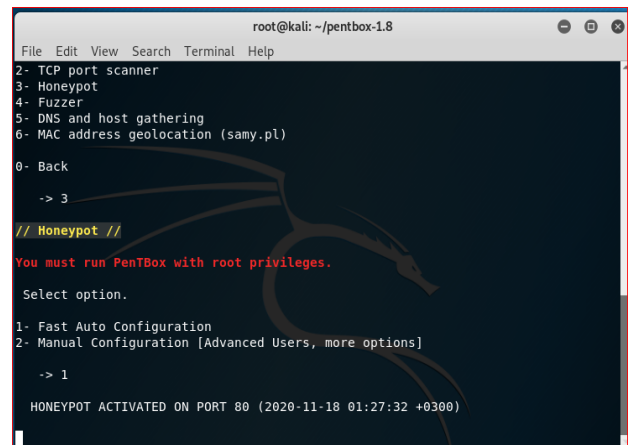 root@kali: ~/pentbox-1.8
File Edit View Search Terminal Help
2- TCP port scanner
3- Honeypot
4- Fuzzer
5- DNS and host gathering
6- MAC address geolocation (samy.pl)
0- Back
-> 3
// Honeypot //
You must run PenTBox with root privileges.
Select option.
1- Fast Auto Configuration
2- Manual Configuration [Advanced Users, more options]
-> 1
HONEYPOT ACTIVATED ON PORT 80 (2020-11-18 01:27:32 +0300)